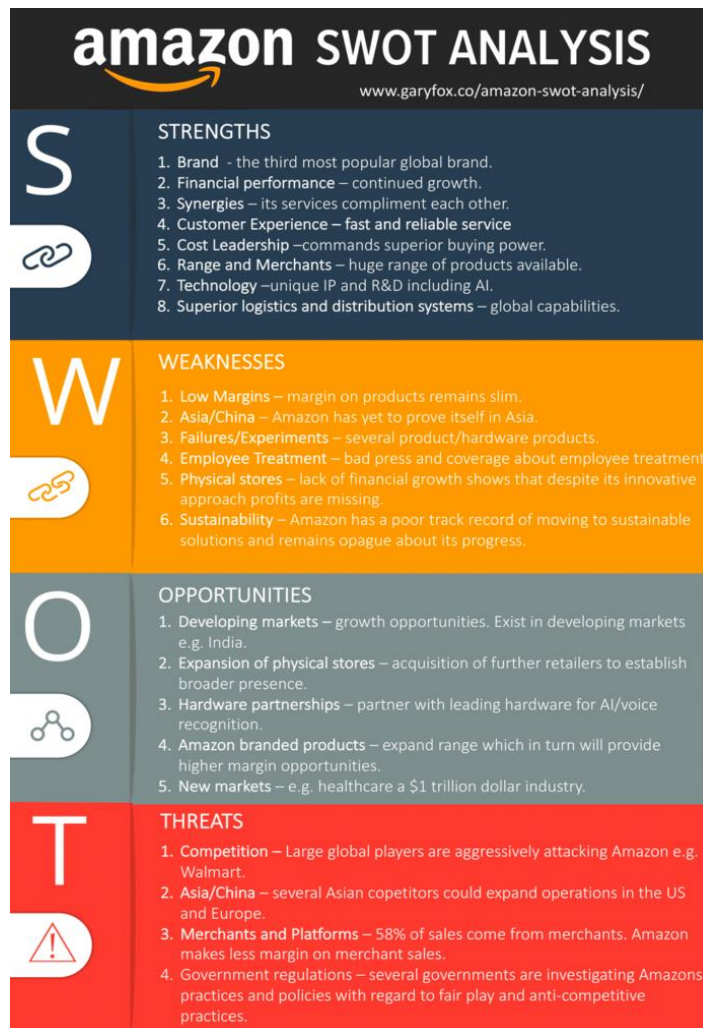 amazon SWOT ANALYSIS
www.garyfox.co/amazon-swot-analysis/
S
STRENGTHS
1. Brand - the third most popular global brand.
2. Financial performance – continued growth.
3. Synergies – its services compliment each other.
4. Customer Experience – fast and reliable service
5. Cost Leadership –commands superior buying power.
6. Range and Merchants – huge range of products available.
7. Technology –unique IP and R&D including AI.
8. Superior logistics and distribution systems – global capabilities.
W
WEAKNESSES
1. Low Margins – margin on products remains slim.
2. Asia/China – Amazon has yet to prove itself in Asia.
3. Failures/Experiments – several product/hardware products.
4. Employee Treatment – bad press and coverage about employee treatment
5. Physical stores – lack of financial growth shows that despite its innovative
approach profits are missing.
6. Sustainability – Amazon has a poor track record of moving to sustainable
solutions and remains opague about its progress.
O
OPPORTUNITIES
1. Developing markets – growth opportunities. Exist in developing markets
e.g. India.
2. Expansion of physical stores – acquisition of further retailers to establish
broader presence.
3. Hardware partnerships – partner with leading hardware for AI/voice
recognition.
4. Amazon branded products – expand range which in turn will provide
higher margin opportunities.
5. New markets – e.g. healthcare a $1 trillion dollar industry.
T
THREATS
1. Competition – Large global players are aggressively attacking Amazon e.g.
Walmart.
2. Asia/China – several Asian copetitors could expand operations in the US
and Europe.
3. Merchants and Platforms – 58% of sales come from merchants. Amazon
makes less margin on merchant sales.
4. Government regulations – several governments are investigating Amazons
practices and policies with regard to fair play and anti-competitive
practices.